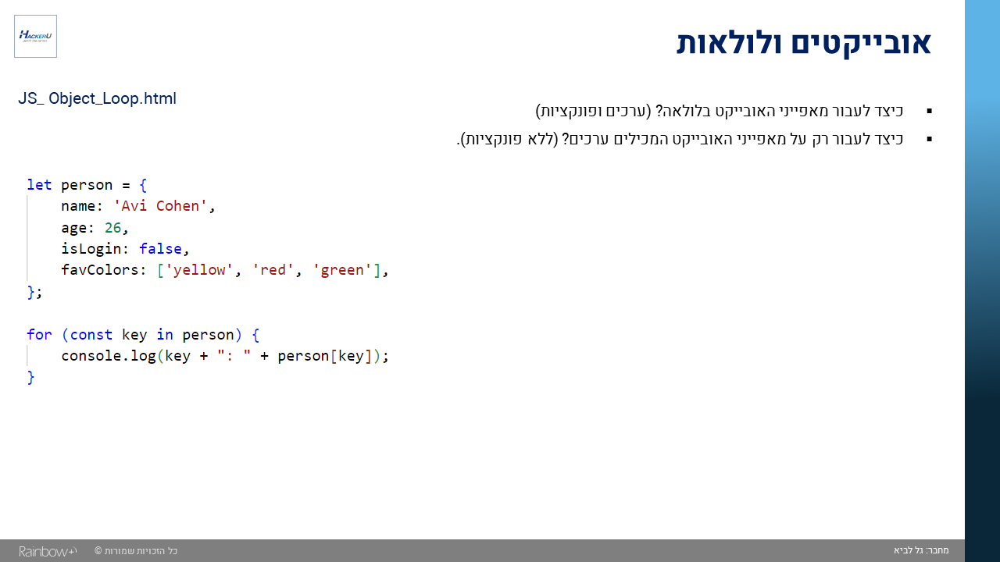 HACKERU
אובייקטים ולולאות
JS_ Object_Loop.html
כיצד לעבור מאפייני האובייקט בלולאה? (ערכים ופונקציות)
כיצד לעבור רק על מאפייני האובייקט המכילים ערכים? (ללא פונקציות).
let person = {
    name: 'Avi Cohen',
    age: 26,
    isLogin: false,
    favColors: ['yellow', 'red', 'green'],
};
for (const key in person) {
    console.log(key + ": " + person[key]);
}
מחבר: גל לביא
כל הזכויות שמורות ©
Rainbow+